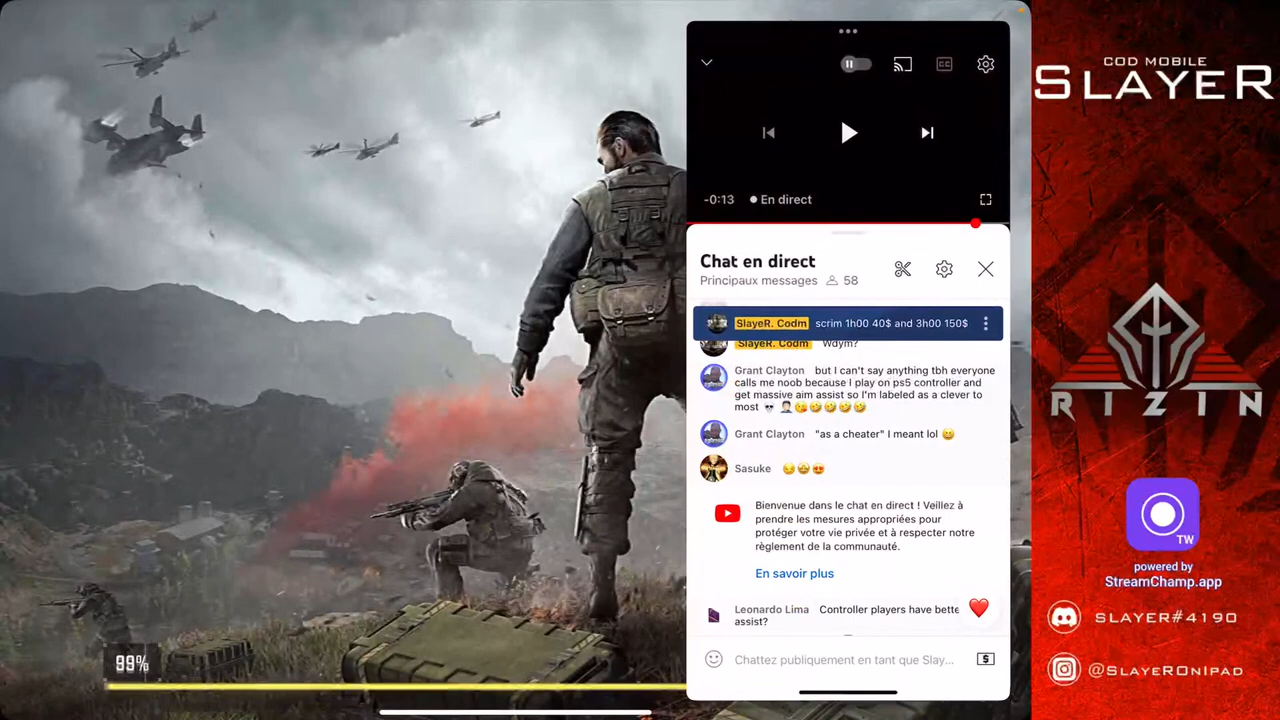 -0:13
En direct
Chat en direct
Principaux messages 58
SlayeR. Codm scrim 1h00 40$ and 3h00 150$
SlayeR. Codm Wdym?
Grant Clayton but I can't say anything tbh everyone
calls me noob because I play on ps5 controller and
get massive aim assist so I'm labeled as a clever to
most
Grant Clayton "as a cheater" I meant lol
Sasuke
Bienvenue dans le chat en direct ! Veillez à
prendre les mesures appropriées pour
protéger votre vie privée et à respecter notre
règlement de la communauté.
En savoir plus
Leonardo Lima Controller players have bette
assist?
Chattez publiquement en tant que Slay...
99%
COD MOBILE
SLAYER
RIZIN
TW
powered by
StreamChamp.app
SLAYER#4190
@SlayeROnIpad